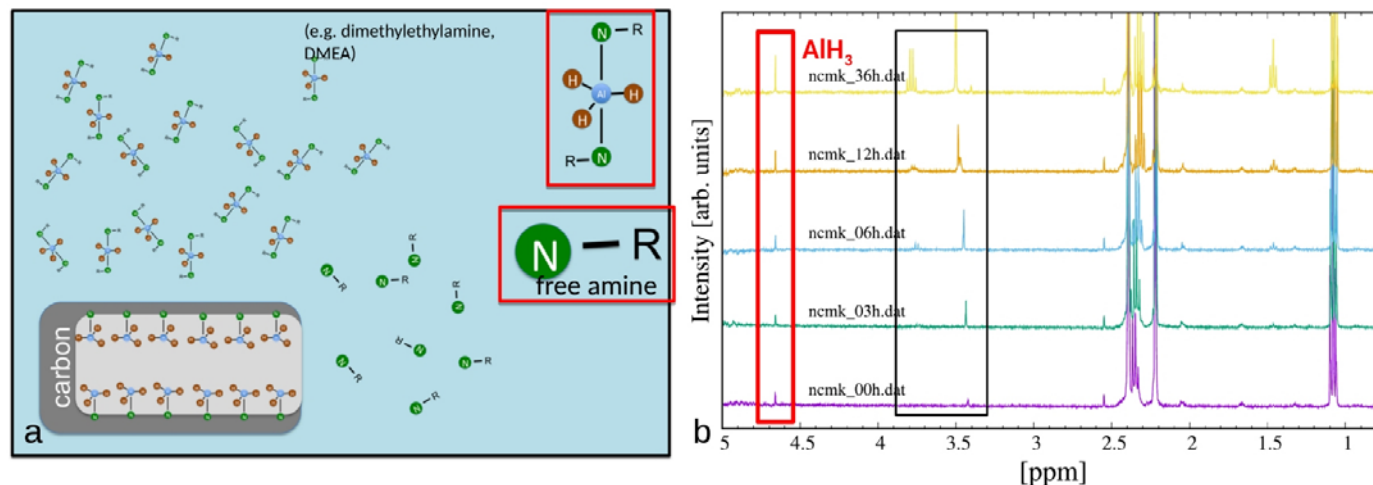 (e.g. dimethylethylamine,
DMEA)
N
R
H
Al
H
H
R
N
N
R
free amine
N
R
N
R
N
R
N
R
N
R
N
R
N
R
N
R
carbon
a
b
AlH₃
ncmk_36h.dat
ncmk_12h.dat
ncmk_06h.dat
ncmk_03h.dat
ncmk_00h.dat
Intensity [arb. units]
5
4.5
4
3.5
3
2.5
2
1.5
1
[ppm]